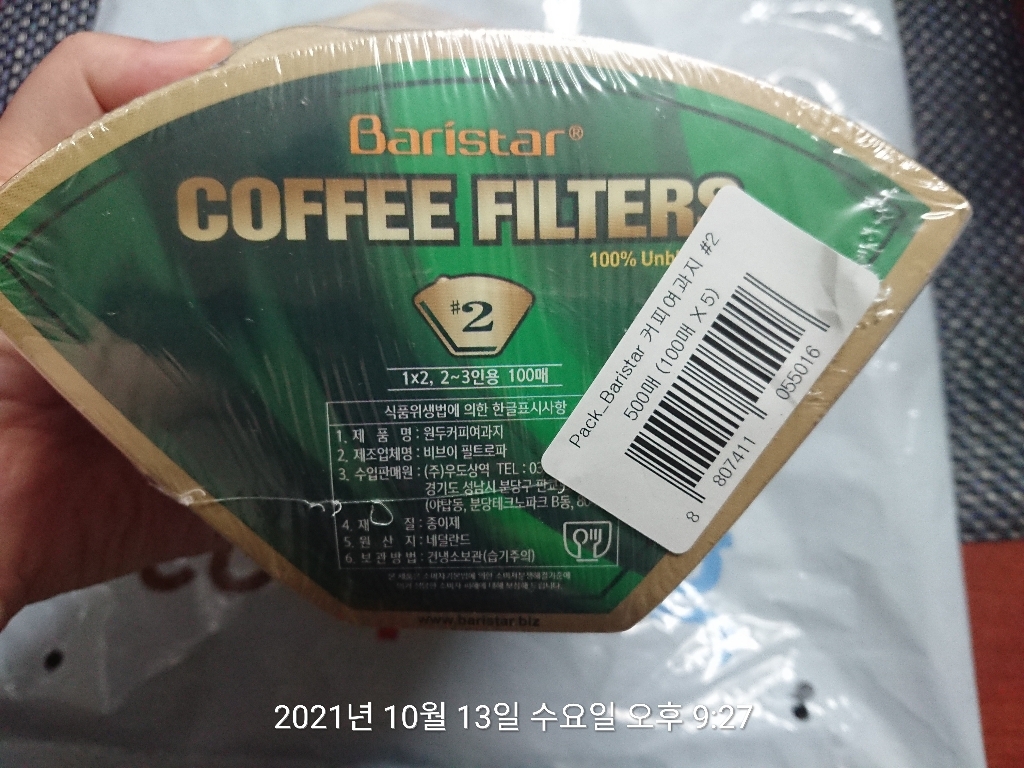 Baristar®
COFFEE FILTERS
100%
#2
1x2, 2~3인용 100매
식품위생법에 의한 한글표시사항
1. 제 품 명 : 원두커피여과지
2. 제조업체명 : 비브이 필트로파
3. 수입판매원 : (주)우도상역 TEL : 03
경기도 성남시 분당구
(야탑동, 분당테크노파크 B동,
4. 재 질 : 종이제
5. 원 산 지 : 네덜란드
6. 보관방법 : 건냉소보관(습기주의)
www.baristar.biz
Pack_Baristar 커피여과지 #2
500매 (100매 X 5)
8 807411 055016
2021년 10월 13일 수요일 오후 9:27